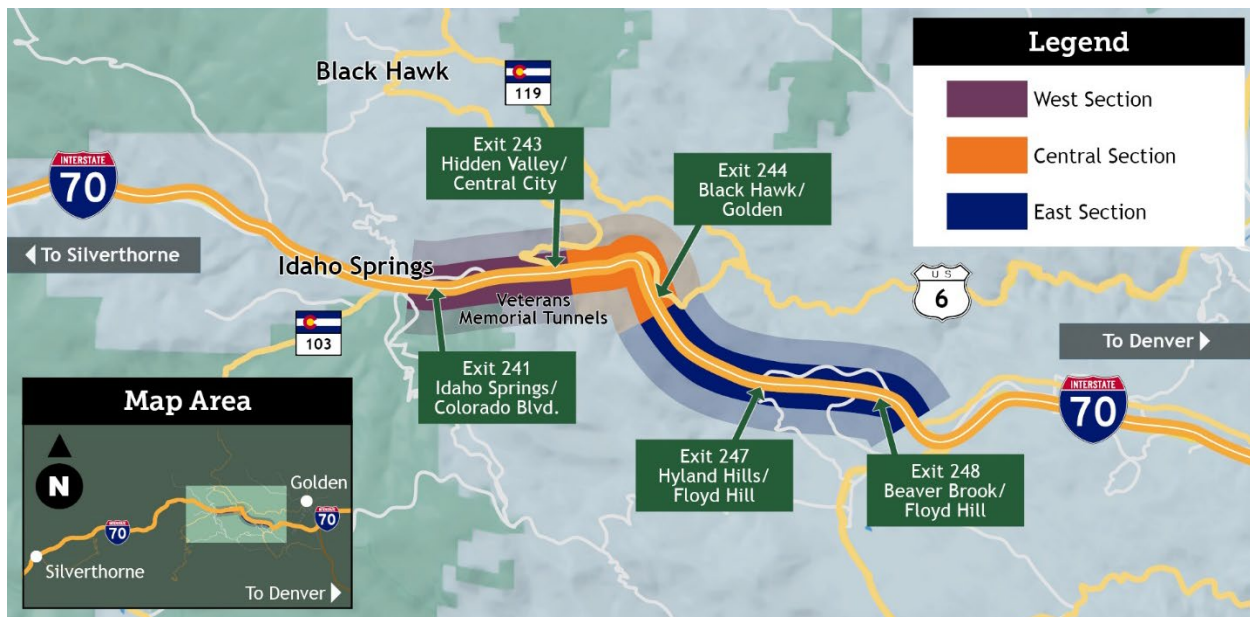 Black Hawk
119
Legend
West Section
Central Section
East Section
Exit 243
Hidden Valley/
Central City
Exit 244
Black Hawk/
Golden
INTERSTATE
70
To Silverthorne
Idaho Springs
Veterans
Memorial Tunnels
103
U S
6
To Denver
INTERSTATE
70
Exit 241
Idaho Springs/
Colorado Blvd.
Exit 247
Hyland Hills/
Floyd Hill
Exit 248
Beaver Brook/
Floyd Hill
Map Area
N
Golden
70
70
Silverthorne
To Denver